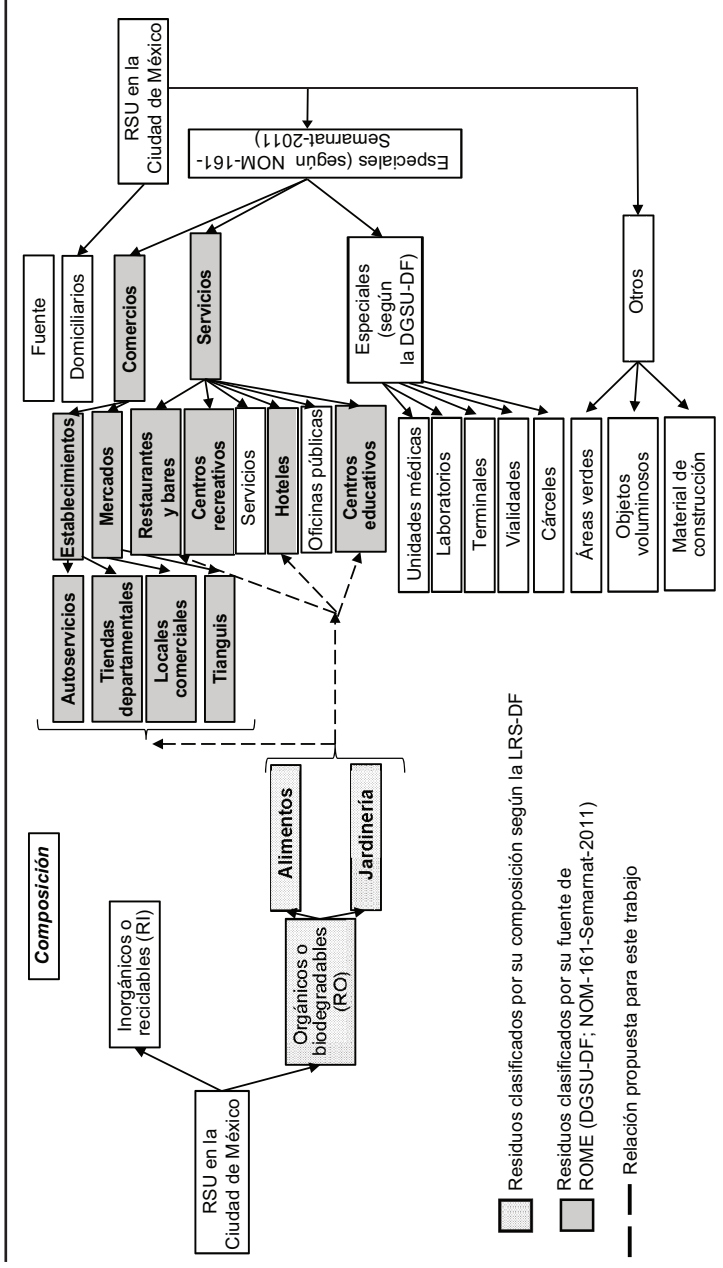 Composición
RSU en la
Ciudad de México
Inorgánicos o
reciclables (RI)
Orgánicos o
biodegradables
(RO)
Alimentos
Jardinería
Autoservicios
Tiendas
departamentales
Locales
comerciales
Tianguis
Establecimientos
Mercados
Restaurantes
y bares
Centros
recreativos
Servicios
Hoteles
Oficinas públicas
Centros
educativos
Unidades médicas
Laboratorios
Terminales
Vialidades
Cárceles
Áreas verdes
Objetos
voluminosos
Material de
construcción
Fuente
Domiciliarios
Comercios
Servicios
Especiales
(según
la DGSU-DF)
Otros
Especiales (según NOM-161-
Semarnat-2011)
RSU en la
Ciudad de México
Residuos clasificados por su composición según la LRS-DF
Residuos clasificados por su fuente de
ROME (DGSU-DF; NOM-161-Semarnat-2011)
Relación propuesta para este trabajo